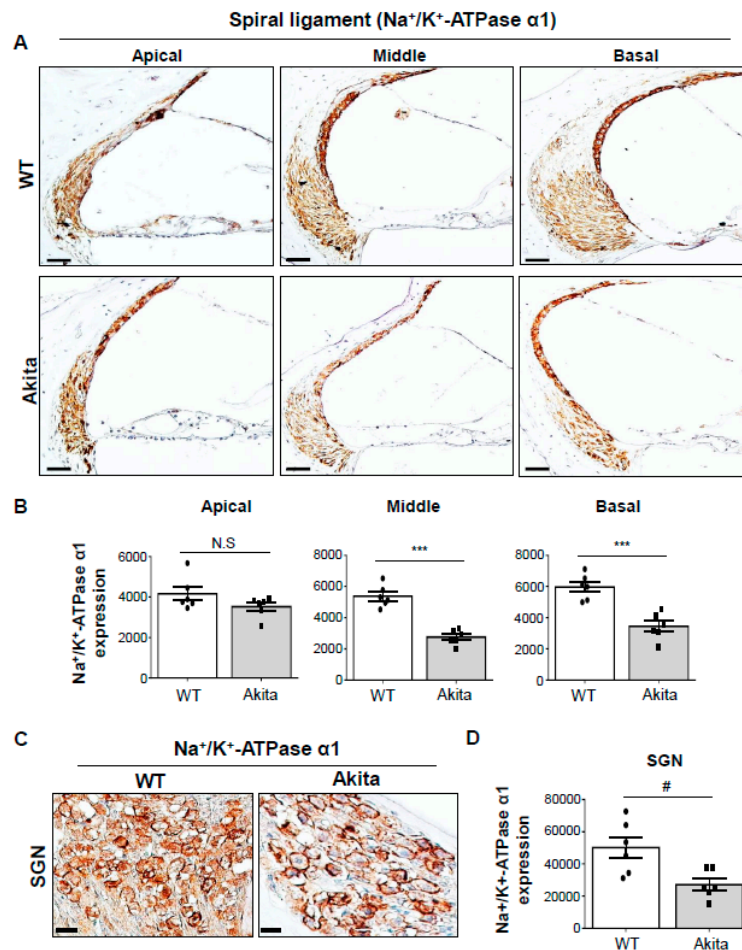 Spiral ligament (Na⁺/K⁺-ATPase α1)
A
Apical Middle Basal
WT
Akita
B
Apical Middle Basal
Na⁺/K⁺-ATPase α1
expression
6000
4000
2000
0
N.S
WT Akita
8000
6000
4000
2000
0
***
WT Akita
8000
6000
4000
2000
0
***
WT Akita
C
Na⁺/K⁺-ATPase α1
WT Akita
SGN
D
SGN
Na⁺/K+-ATPase α1
expression
80000
60000
40000
20000
0
#
WT Akita